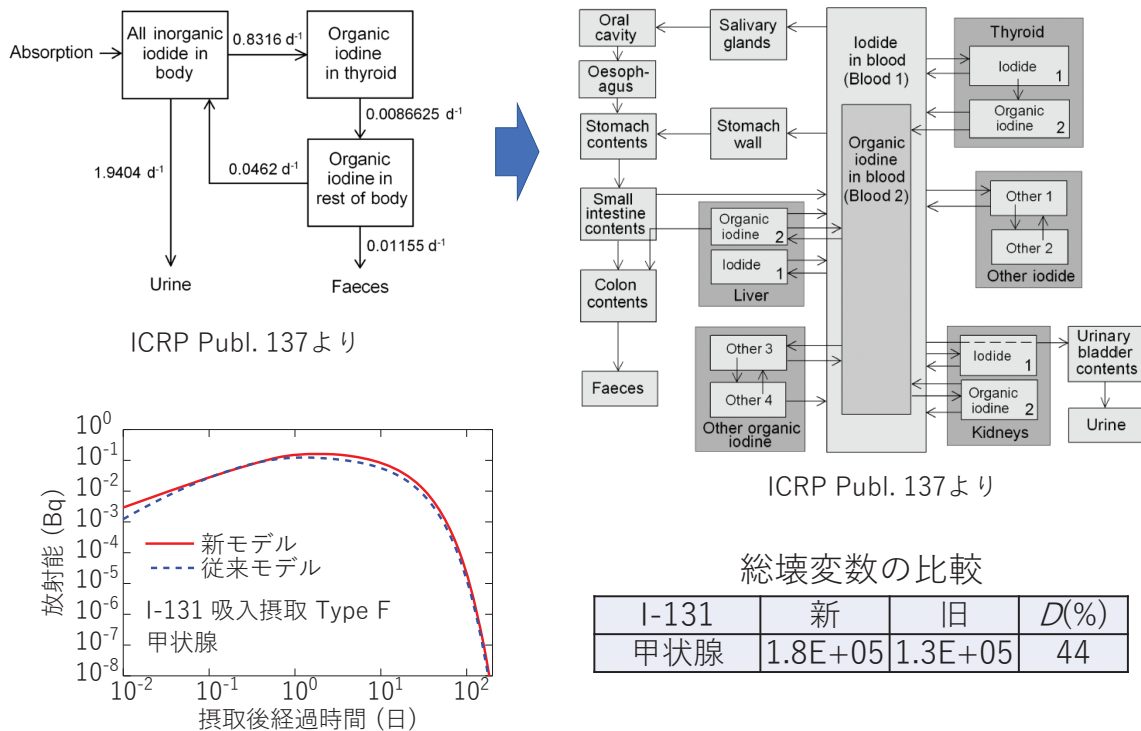 Absorption
All inorganic
iodide in
body
0.8316 d-1
Organic
iodine
in thyroid
0.0086625 d-1
1.9404 d-1
0.0462 d-1
Organic
iodine in
rest of body
0.01155 d-1
Urine
Faeces
ICRP Publ. 137より
Oral
cavity
Salivary
glands
Iodide
in blood
(Blood 1)
Thyroid
Iodide
1
Organic
iodine
2
Oesoph-
agus
Stomach
contents
Stomach
wall
Organic
iodine
in blood
(Blood 2)
Small
intestine
contents
Organic
iodine
2
Iodide
1
Liver
Other 1
Other 2
Other iodide
Colon
contents
Other 3
Other 4
Other organic
iodine
Faeces
Iodide
1
Organic
iodine
2
Kidneys
Urinary
bladder
contents
Urine
ICRP Publ. 137より
放射能 (Bq)
10^0
10^-1
10^-2
10^-3
10^-4
10^-5
10^-6
10^-7
10^-8
新モデル
従来モデル
I-131 吸入摂取 Type F
甲状腺
10^-2 10^-1 10^0 10^1 10^2
摂取後経過時間 (日)
総壊変数の比較
I-131 新 旧 D(%)
甲状腺 1.8E+05 1.3E+05 44